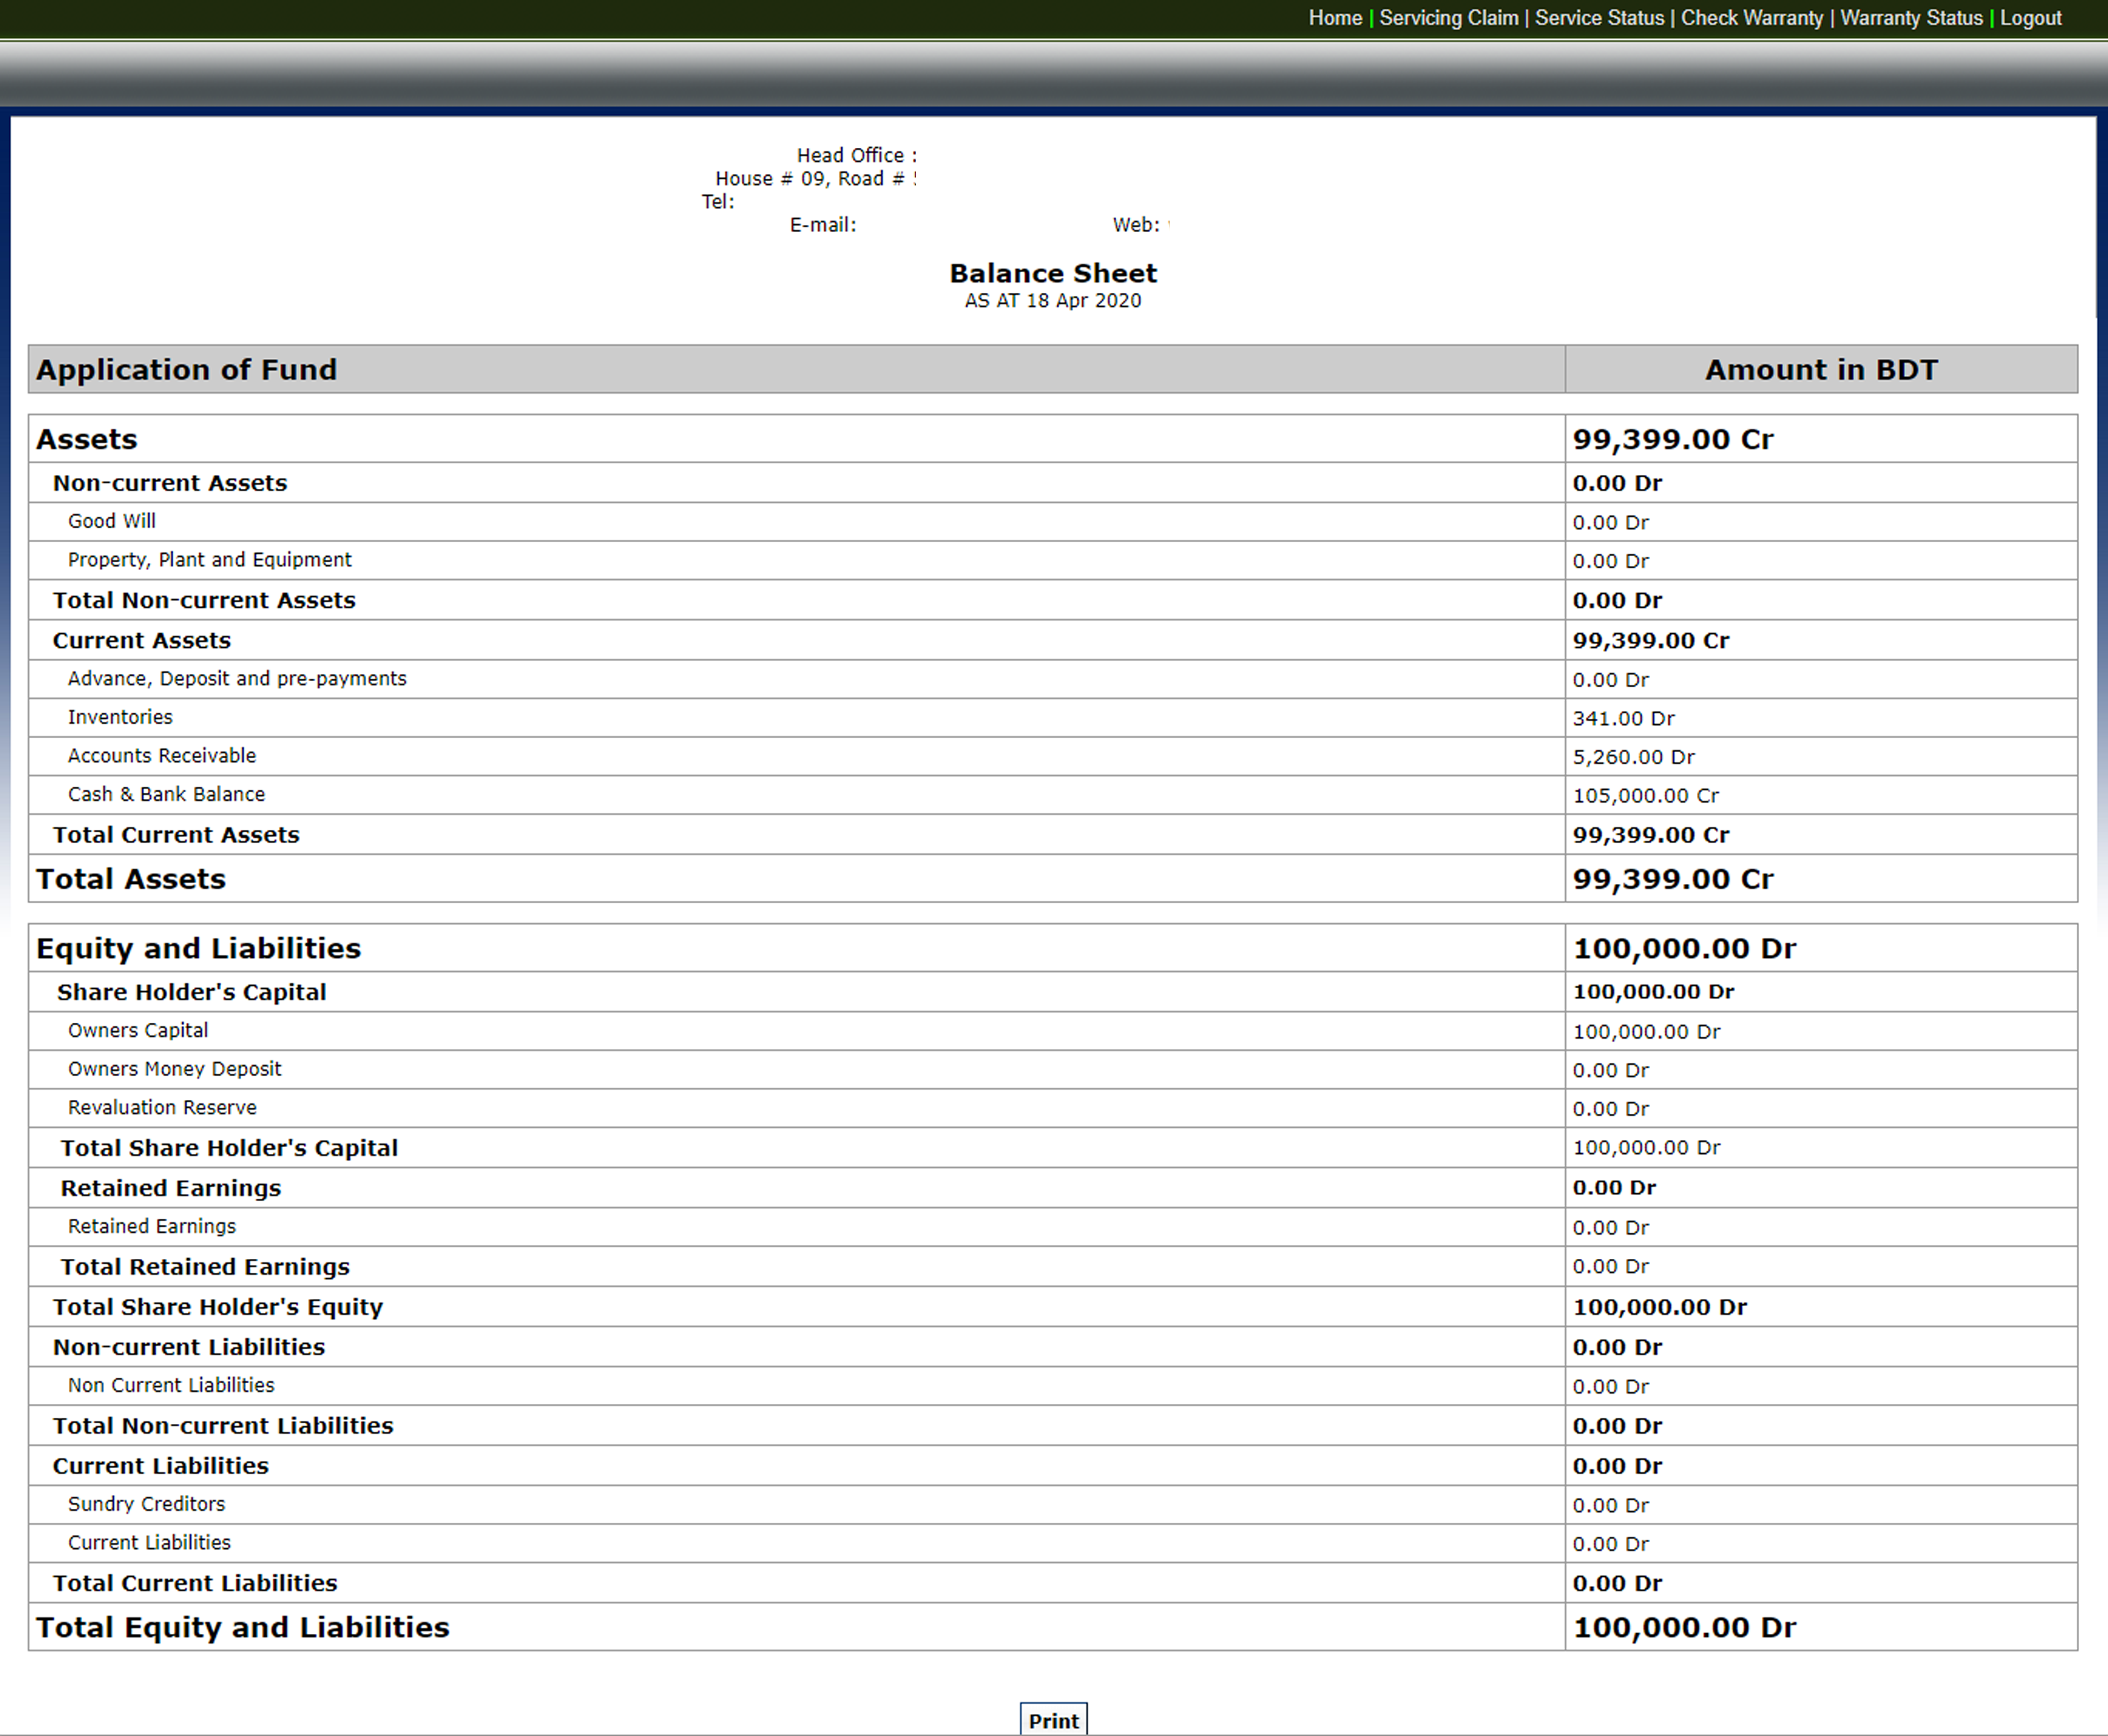 Home | Servicing Claim | Service Status | Check Warranty | Warranty Status | Logout
Head Office :
House # 09, Road #
Tel:
E-mail: Web:
Balance Sheet
AS AT 18 Apr 2020
Application of Fund Amount in BDT
Assets 99,399.00 Cr
Non-current Assets 0.00 Dr
Good Will 0.00 Dr
Property, Plant and Equipment 0.00 Dr
Total Non-current Assets 0.00 Dr
Current Assets 99,399.00 Cr
Advance, Deposit and pre-payments 0.00 Dr
Inventories 341.00 Dr
Accounts Receivable 5,260.00 Dr
Cash & Bank Balance 105,000.00 Cr
Total Current Assets 99,399.00 Cr
Total Assets 99,399.00 Cr
Equity and Liabilities 100,000.00 Dr
Share Holder's Capital 100,000.00 Dr
Owners Capital 100,000.00 Dr
Owners Money Deposit 0.00 Dr
Revaluation Reserve 0.00 Dr
Total Share Holder's Capital 100,000.00 Dr
Retained Earnings 0.00 Dr
Retained Earnings 0.00 Dr
Total Retained Earnings 0.00 Dr
Total Share Holder's Equity 100,000.00 Dr
Non-current Liabilities 0.00 Dr
Non Current Liabilities 0.00 Dr
Total Non-current Liabilities 0.00 Dr
Current Liabilities 0.00 Dr
Sundry Creditors 0.00 Dr
Current Liabilities 0.00 Dr
Total Current Liabilities 0.00 Dr
Total Equity and Liabilities 100,000.00 Dr
Print